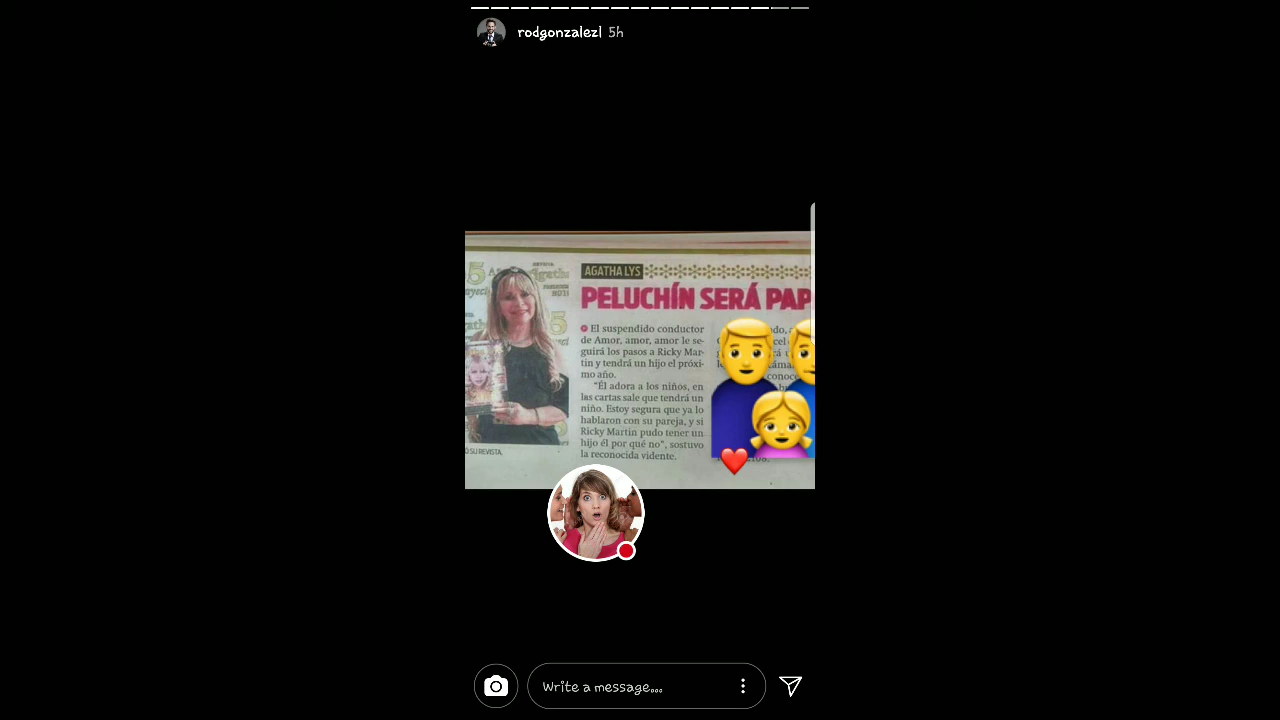 rodgonzalezl 5h
AGATHA LYS
PELUCHÍN SERÁ PAP
El suspendido conductor
de Amor, amor, amor le se-
guirá los pasos a Ricky Mar-
tin y tendrá un hijo el próxi-
mo año.
"Él adora a los niños, en
las cartas sale que tendrá un
niño. Estoy segura que ya lo
hablaron con su pareja, y si
Ricky Martin pudo tener un
hijo él por qué no", sostuvo
la reconocida vidente.
Ó SU REVISTA.
Write a message...